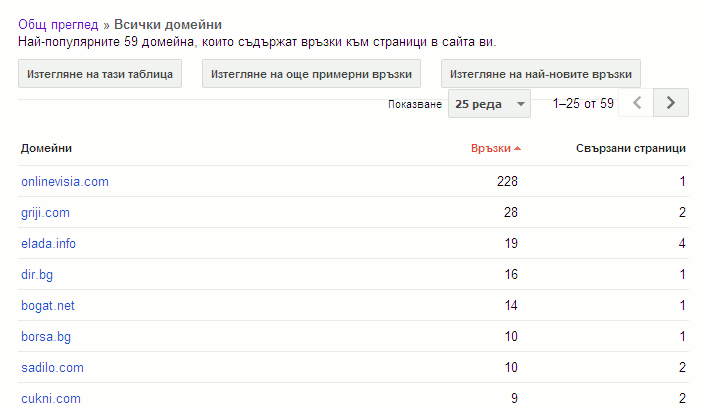 Общ преглед » Всички домейни
Най-популярните 59 домейна, които съдържат връзки към страници в сайта ви.
Изтегляне на тази таблица Изтегляне на още примерни връзки Изтегляне на най-новите връзки
Показване 25 реда 1–25 от 59
Домейни Връзки Свързани страници
onlinevisia.com 228 1
griji.com 28 2
elada.info 19 4
dir.bg 16 1
bogat.net 14 1
borsa.bg 10 1
sadilo.com 10 2
cukni.com 9 2